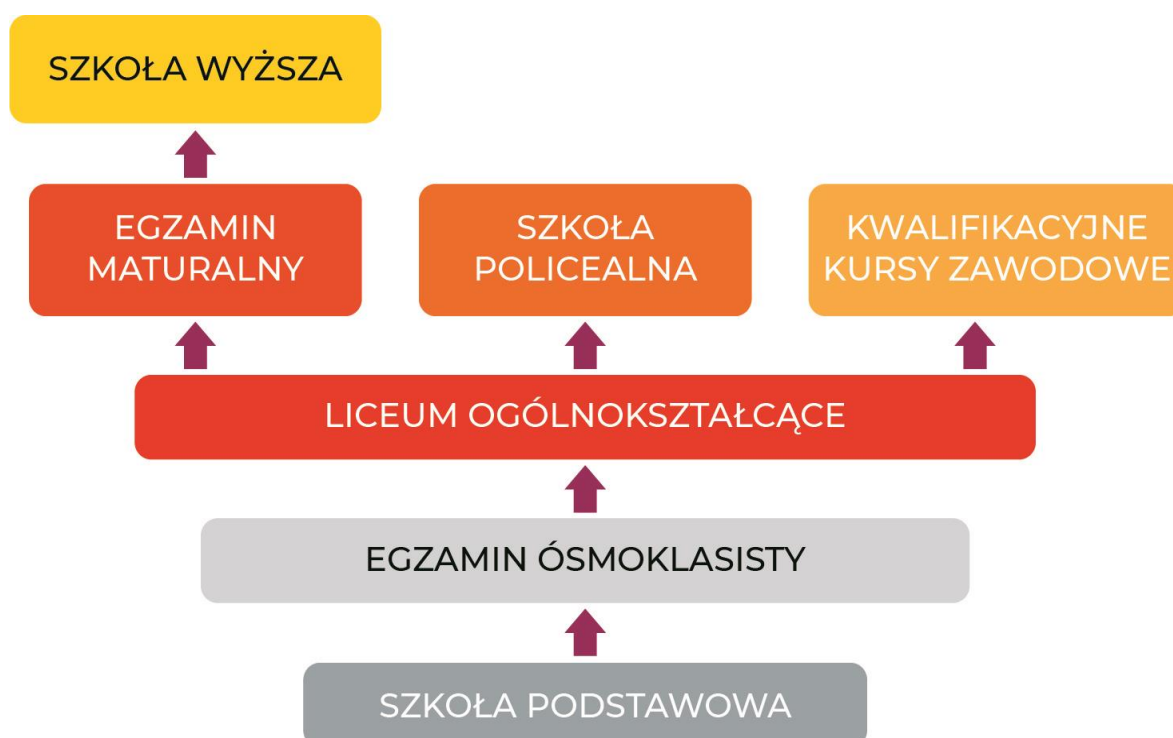 SZKOŁA WYŻSZA
EGZAMIN
MATURALNY
SZKOŁA
POLICEALNA
KWALIFIKACYJNE
KURSY ZAWODOWE
LICEUM OGÓLNOKSZTAŁCĄCE
EGZAMIN ÓSMOKLASISTY
SZKOŁA PODSTAWOWA